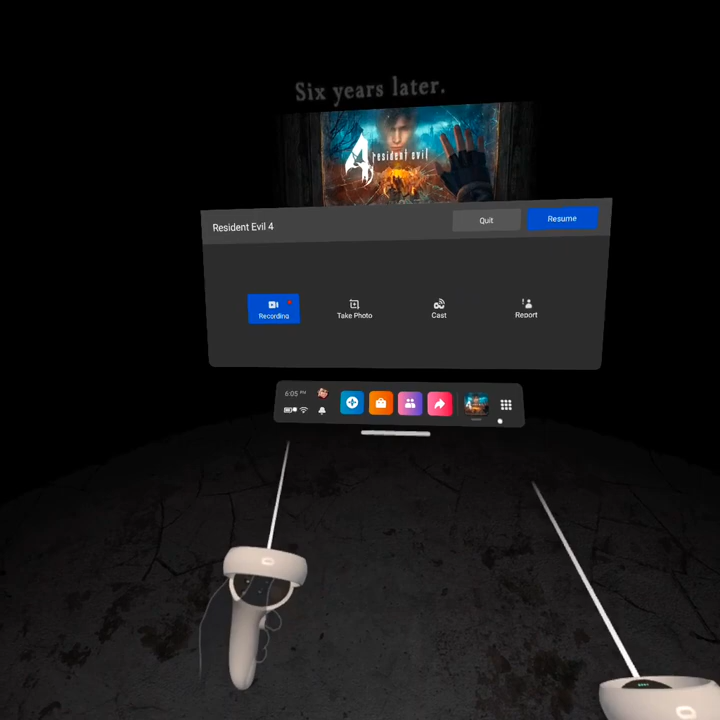 Six years later.
4 resident evil
Resident Evil 4
Quit
Resume
Recording
Take Photo
Cast
Report
6:05 PM